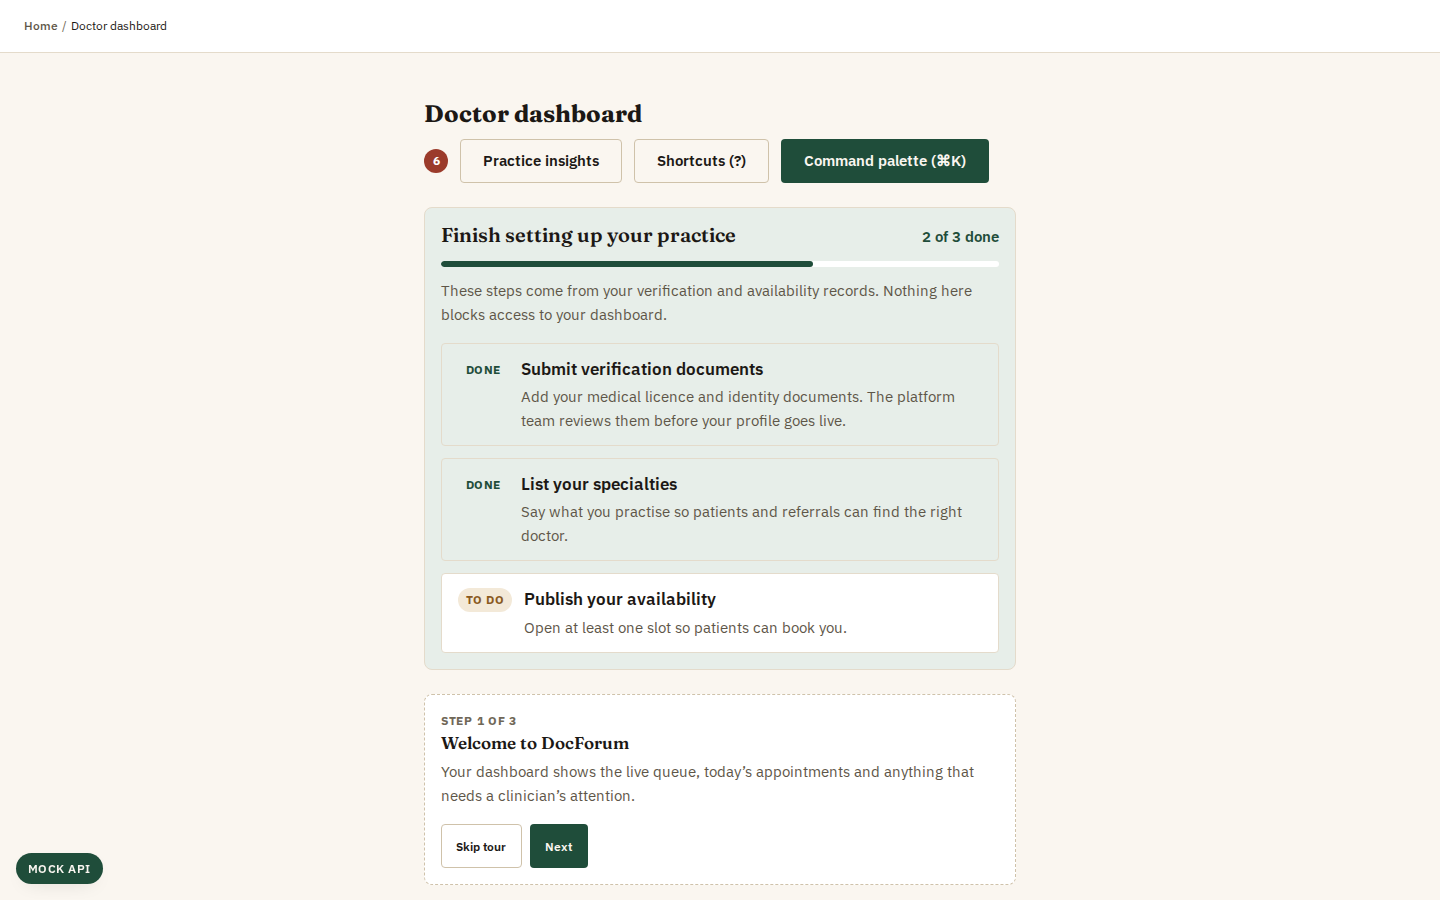 Home / Doctor dashboard
Doctor dashboard
6 Practice insights Shortcuts (?) Command palette (⌘K)
Finish setting up your practice 2 of 3 done
These steps come from your verification and availability records. Nothing here
blocks access to your dashboard.
DONE Submit verification documents
Add your medical licence and identity documents. The platform
team reviews them before your profile goes live.
DONE List your specialties
Say what you practise so patients and referrals can find the right
doctor.
TO DO Publish your availability
Open at least one slot so patients can book you.
STEP 1 OF 3
Welcome to DocForum
Your dashboard shows the live queue, today’s appointments and anything that
needs a clinician’s attention.
Skip tour Next
MOCK API